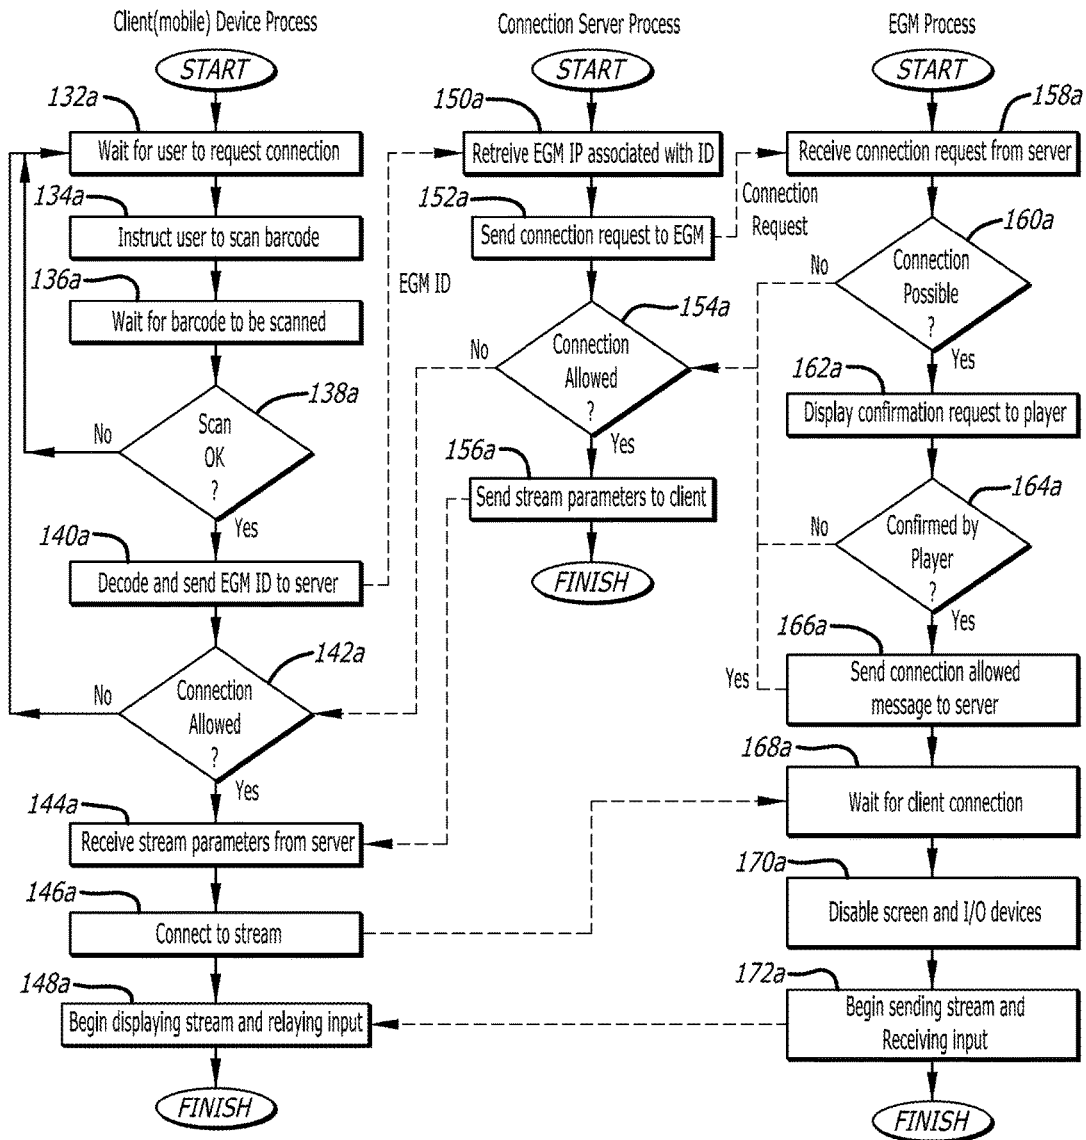 Client(mobile) Device Process
START
132a
Wait for user to request connection
134a
Instruct user to scan barcode
136a
Wait for barcode to be scanned
138a
Scan
OK
?
No
Yes
140a
Decode and send EGM ID to server
EGM ID
142a
Connection
Allowed
?
No
Yes
144a
Receive stream parameters from server
146a
Connect to stream
148a
Begin displaying stream and relaying input
FINISH
Connection Server Process
START
150a
Retreive EGM IP associated with ID
152a
Send connection request to EGM
Connection
Request
154a
Connection
Allowed
?
No
Yes
156a
Send stream parameters to client
FINISH
EGM Process
START
158a
Receive connection request from server
160a
Connection
Possible
?
No
Yes
162a
Display confirmation request to player
164a
Confirmed by
Player
?
No
Yes
166a
Send connection allowed
message to server
Yes
168a
Wait for client connection
170a
Disable screen and I/O devices
172a
Begin sending stream and
Receiving input
FINISH